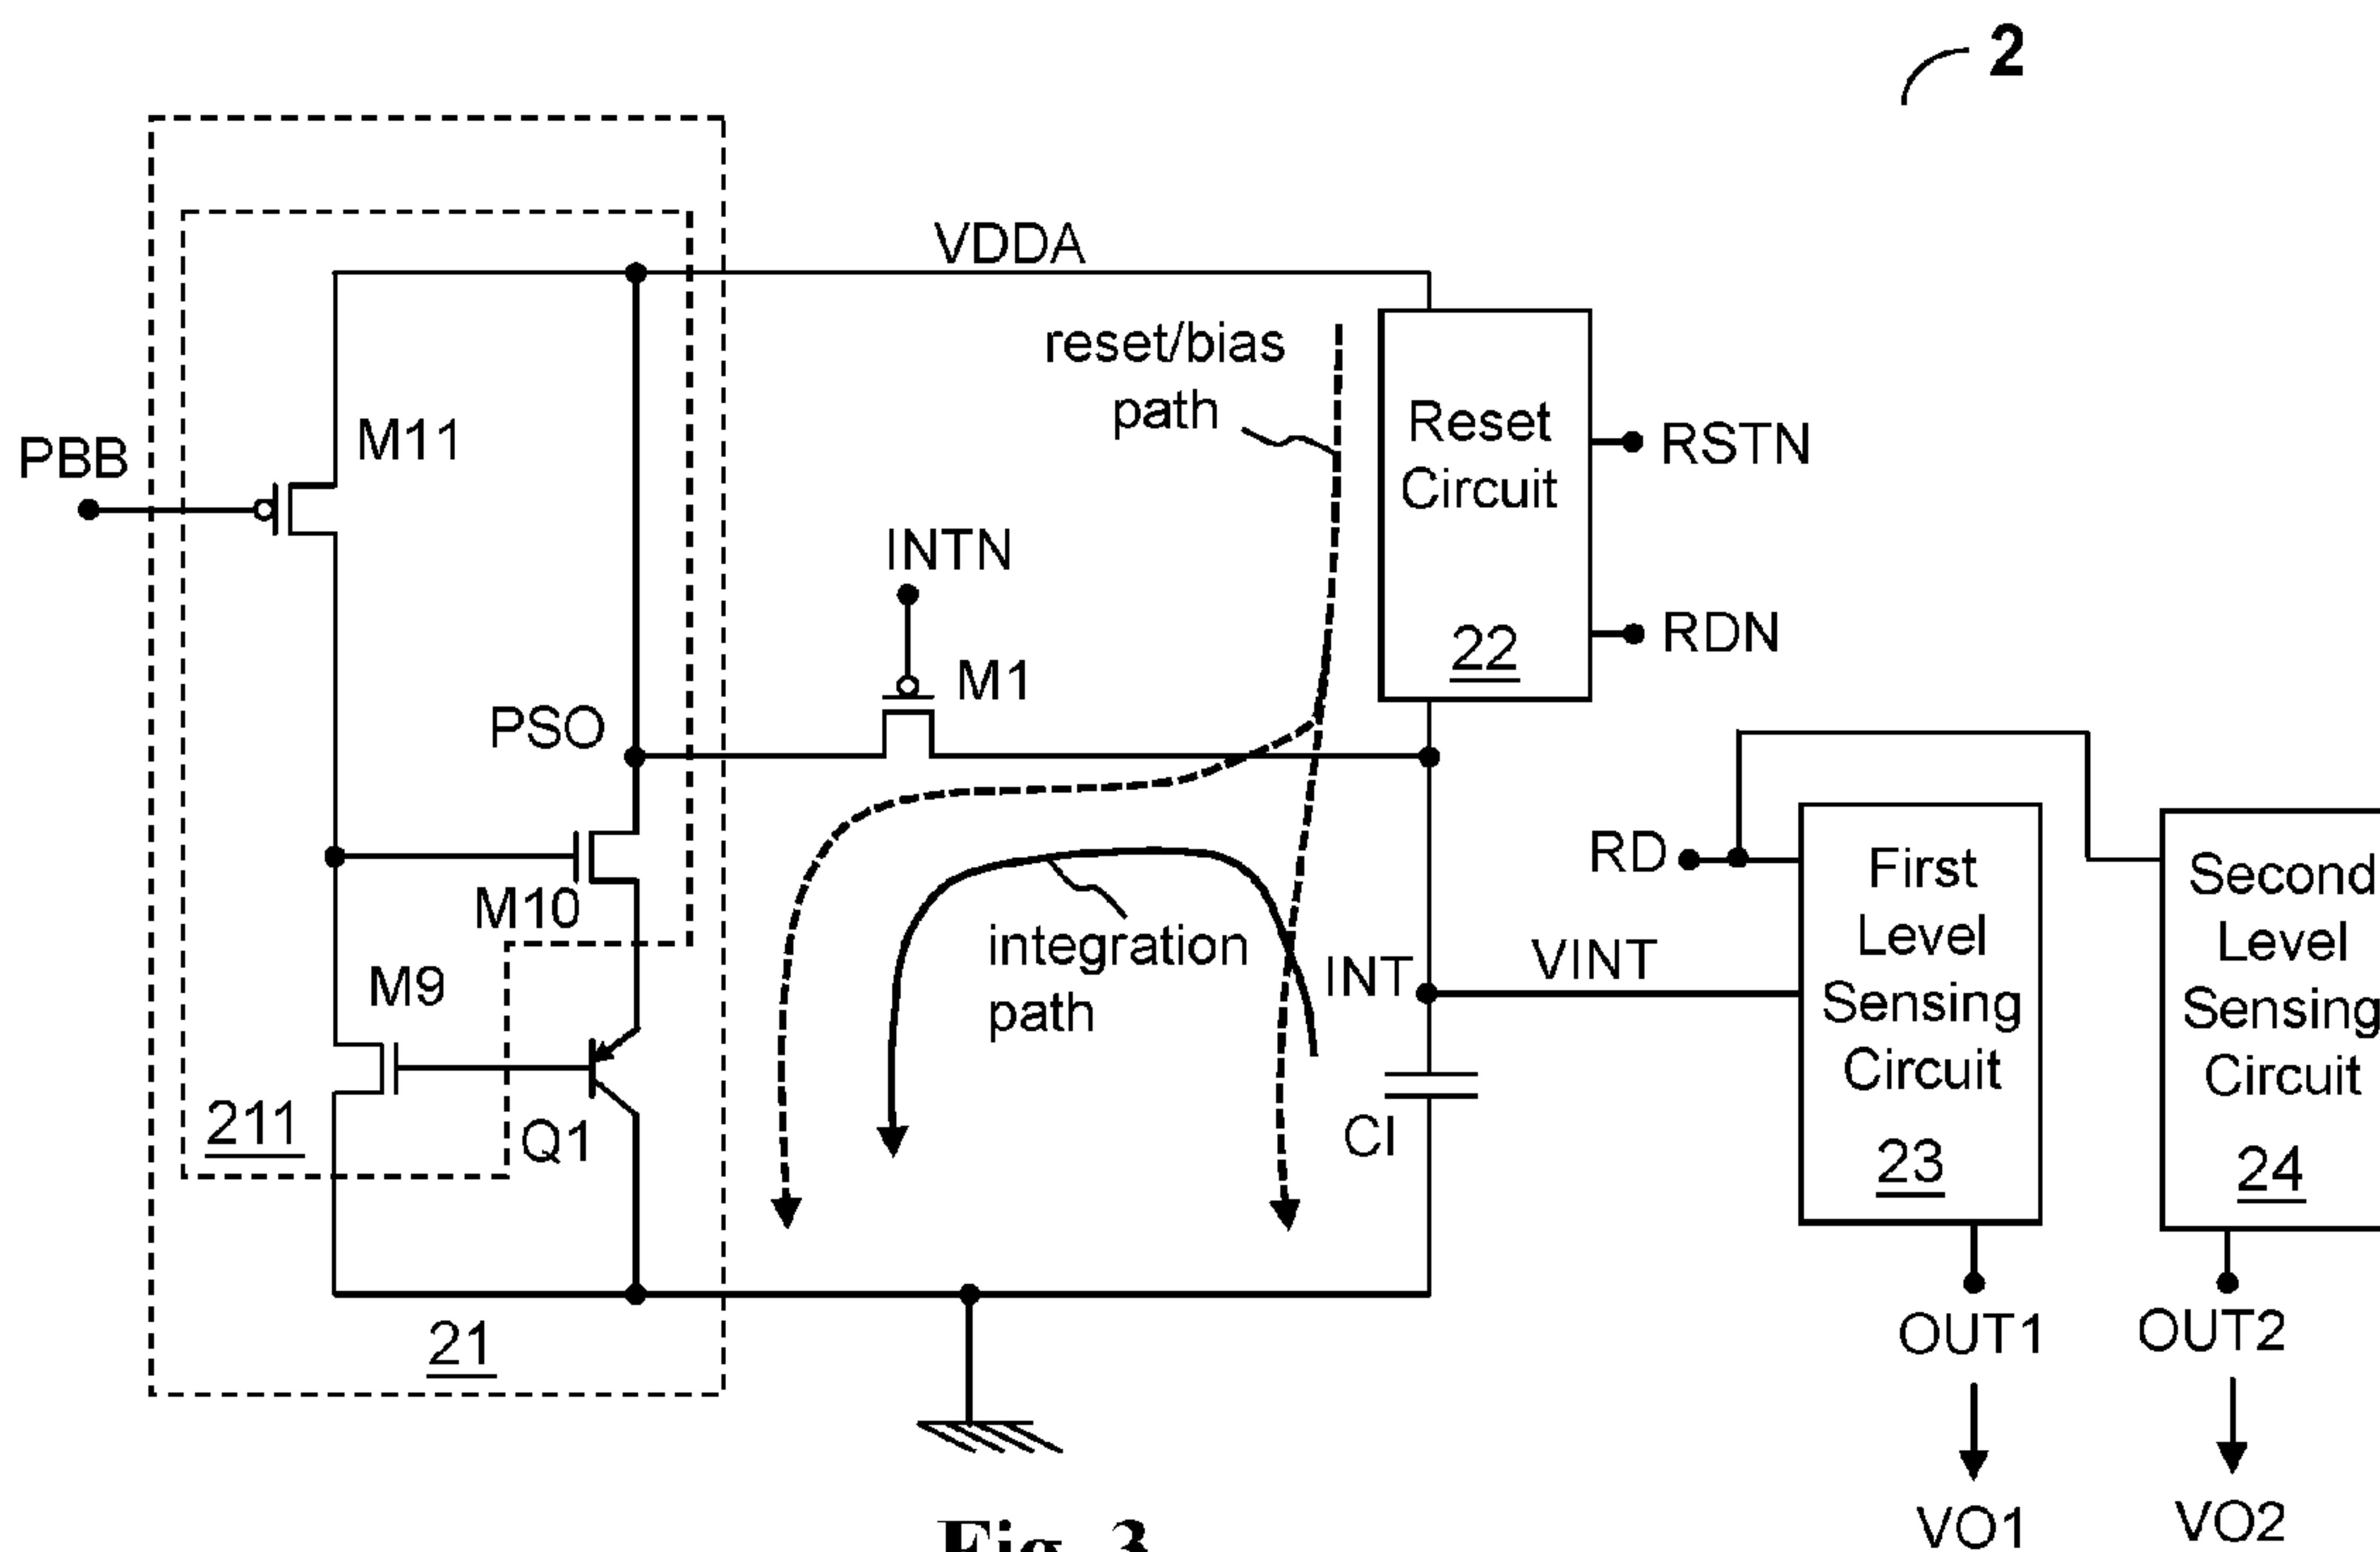 2
VDDA
reset/bias
path
M11
PBB
Reset
Circuit
22
RSTN
RDN
INTN
M1
PSO
M10
M9
211
Q1
integration
path
INT
VINT
CI
RD
First
Level
Sensing
Circuit
23
Second
Level
Sensing
Circuit
24
21
OUT1
OUT2
VO1
VO2
Fig. 3